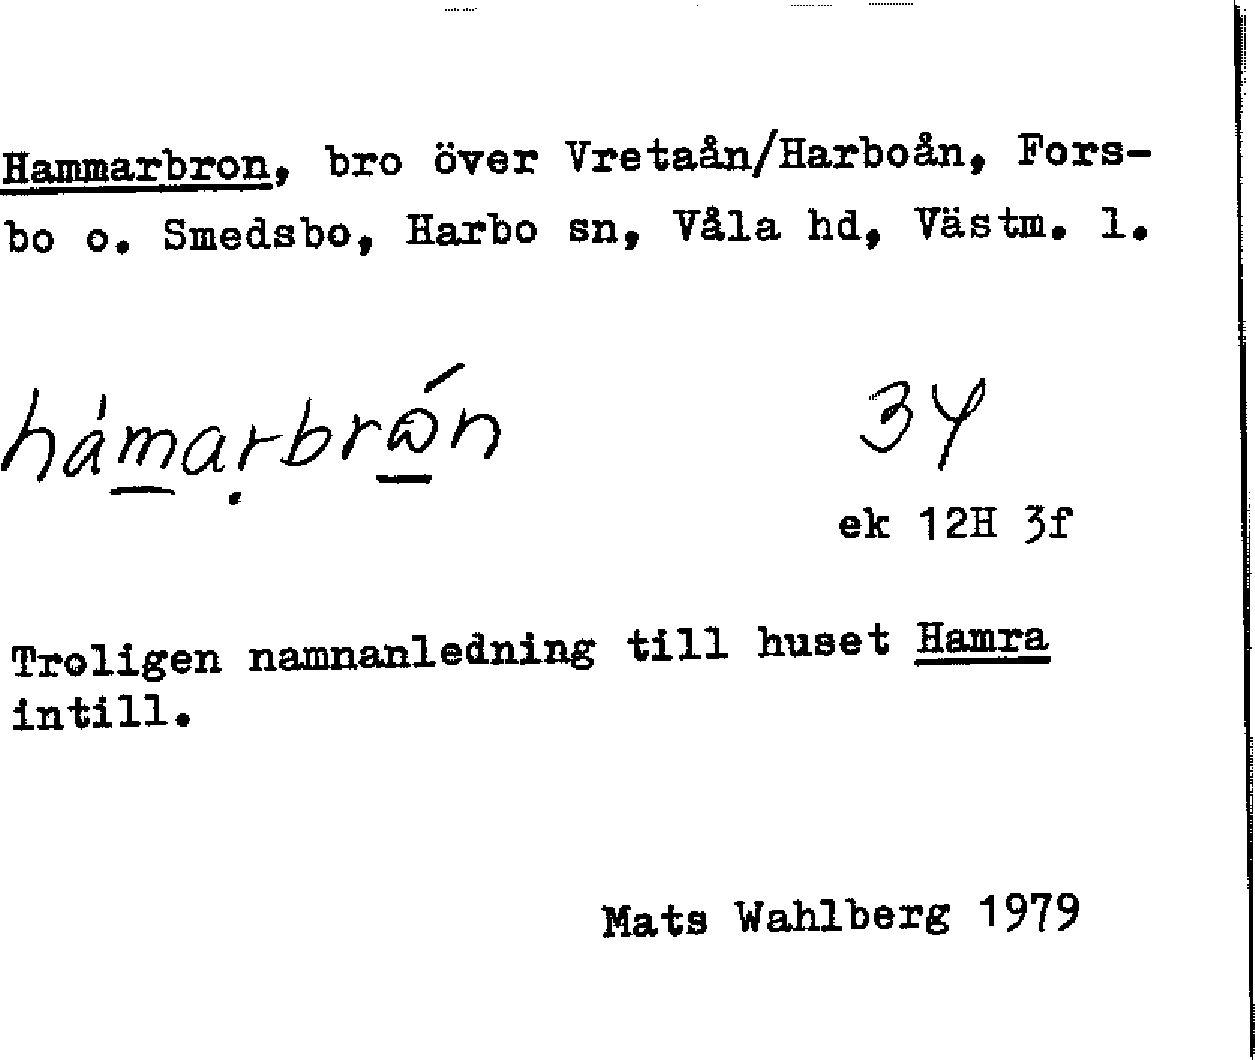 Hammarbron, bro över Vretaån/Harboån, Fors-
bo o. Smedsbo, Harbo sn, Våla hd, Västm. l.
34
ek 12H 3f
Troligen namnanledning till huset Hamra
intill.
Mats Wahlberg 1979